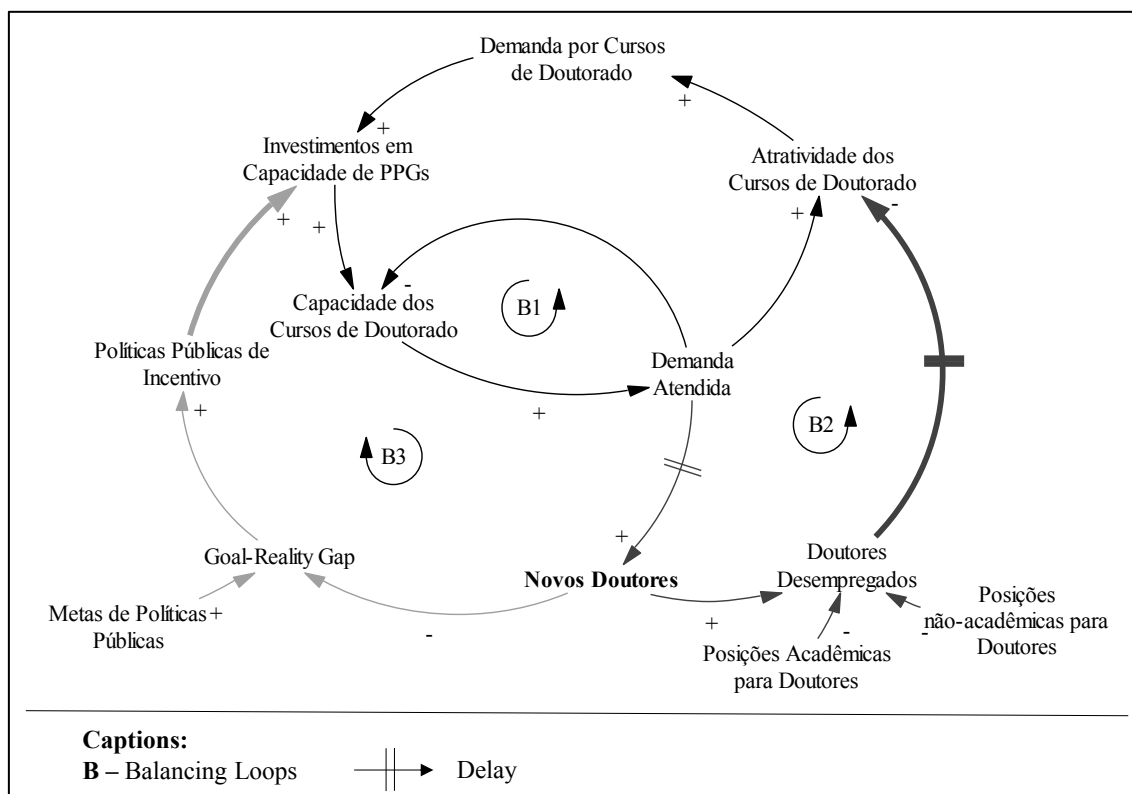 Demanda por Cursos
de Doutorado
+
+
Investimentos em
Capacidade de PPGs
Atratividade dos
Cursos de Doutorado
+
+
+
-
-
Capacidade dos
Cursos de Doutorado
B1
Políticas Públicas de
Incentivo
Demanda
Atendida
+
+
B2
B3
+
Goal-Reality Gap
Novos Doutores
Doutores
Desempregados
Metas de Políticas +
Públicas
-
+
-
-
Posições
não-acadêmicas para
Doutores
Posições Acadêmicas
para Doutores
Captions:
B – Balancing Loops
Delay